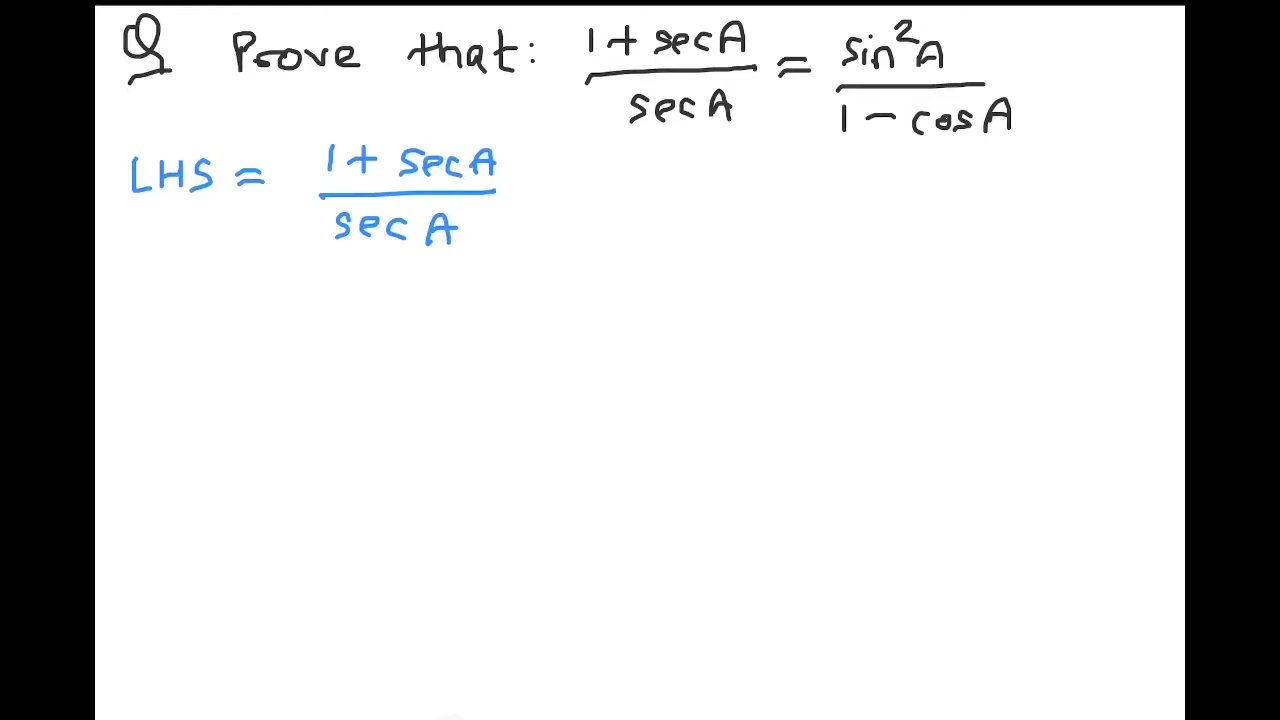 Q Prove that: (1 + secA)/(secA) = (sin²A)/(1 - cosA)
LHS = (1 + secA)/(sec A)